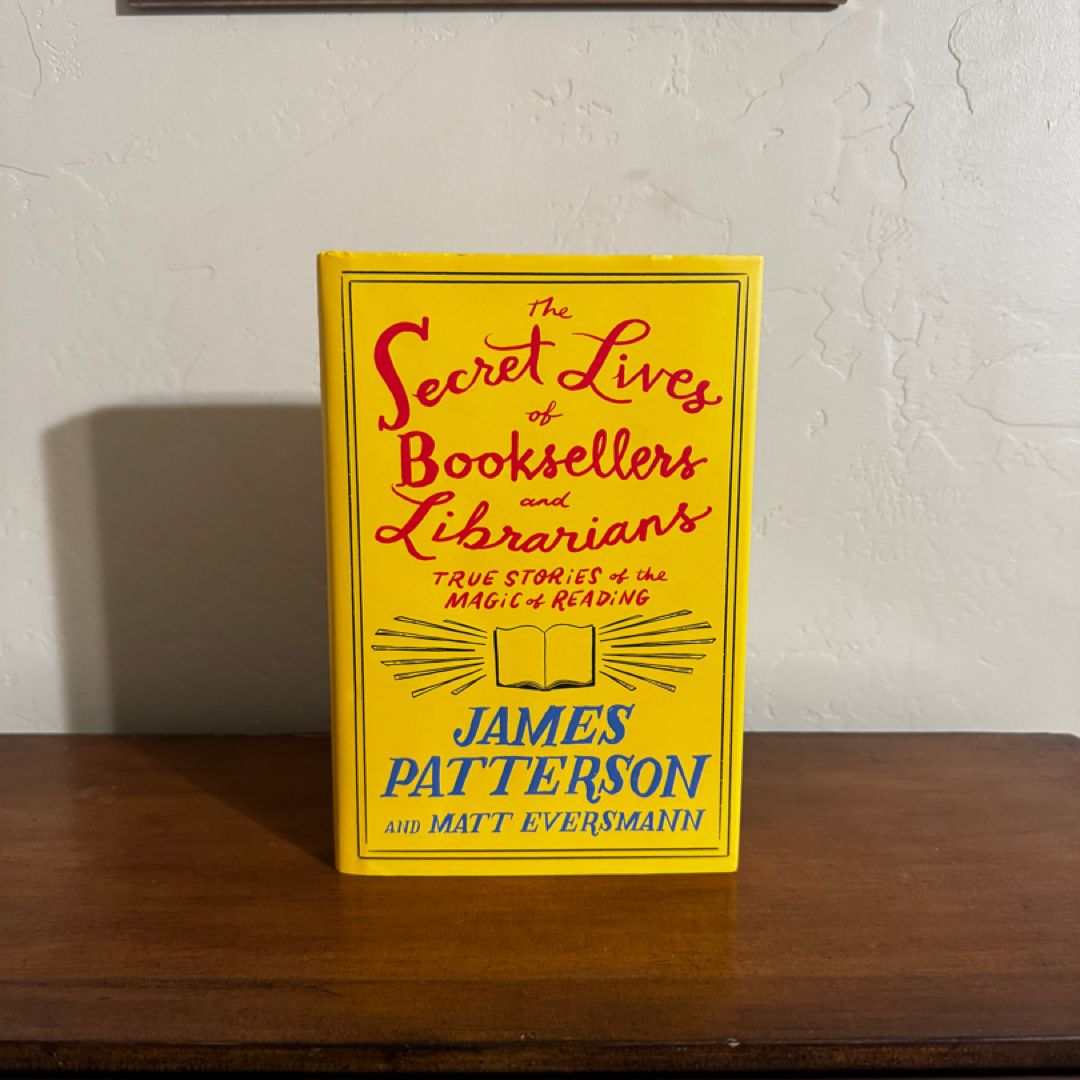 The
Secret Lives
of
Booksellers
and
Librarians
TRUE STORiES of the
MAGiC of READiNG
JAMES
PATTERSON
AND MATT EVERSMANN